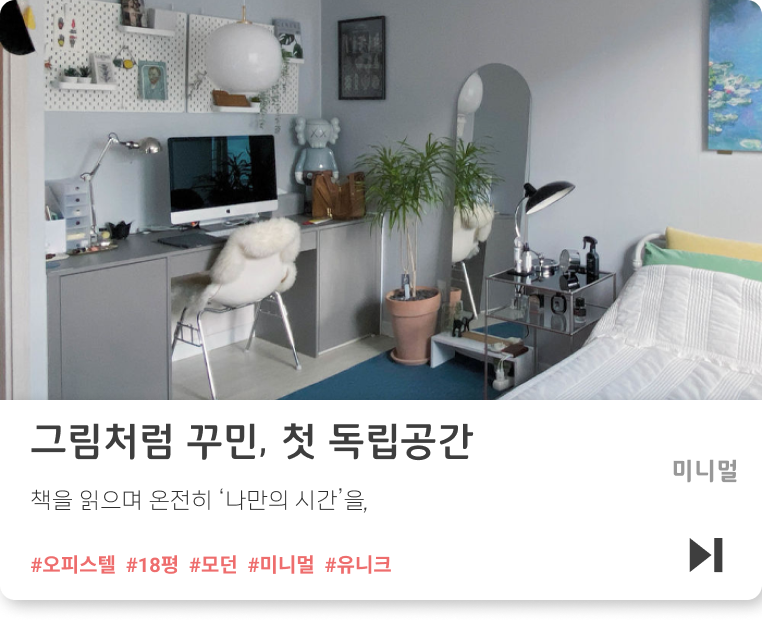 그림처럼 꾸민, 첫 독립공간
미니멀
책을 읽으며 온전히 ‘나만의 시간’을,
#오피스텔 #18평 #모던 #미니멀 #유니크